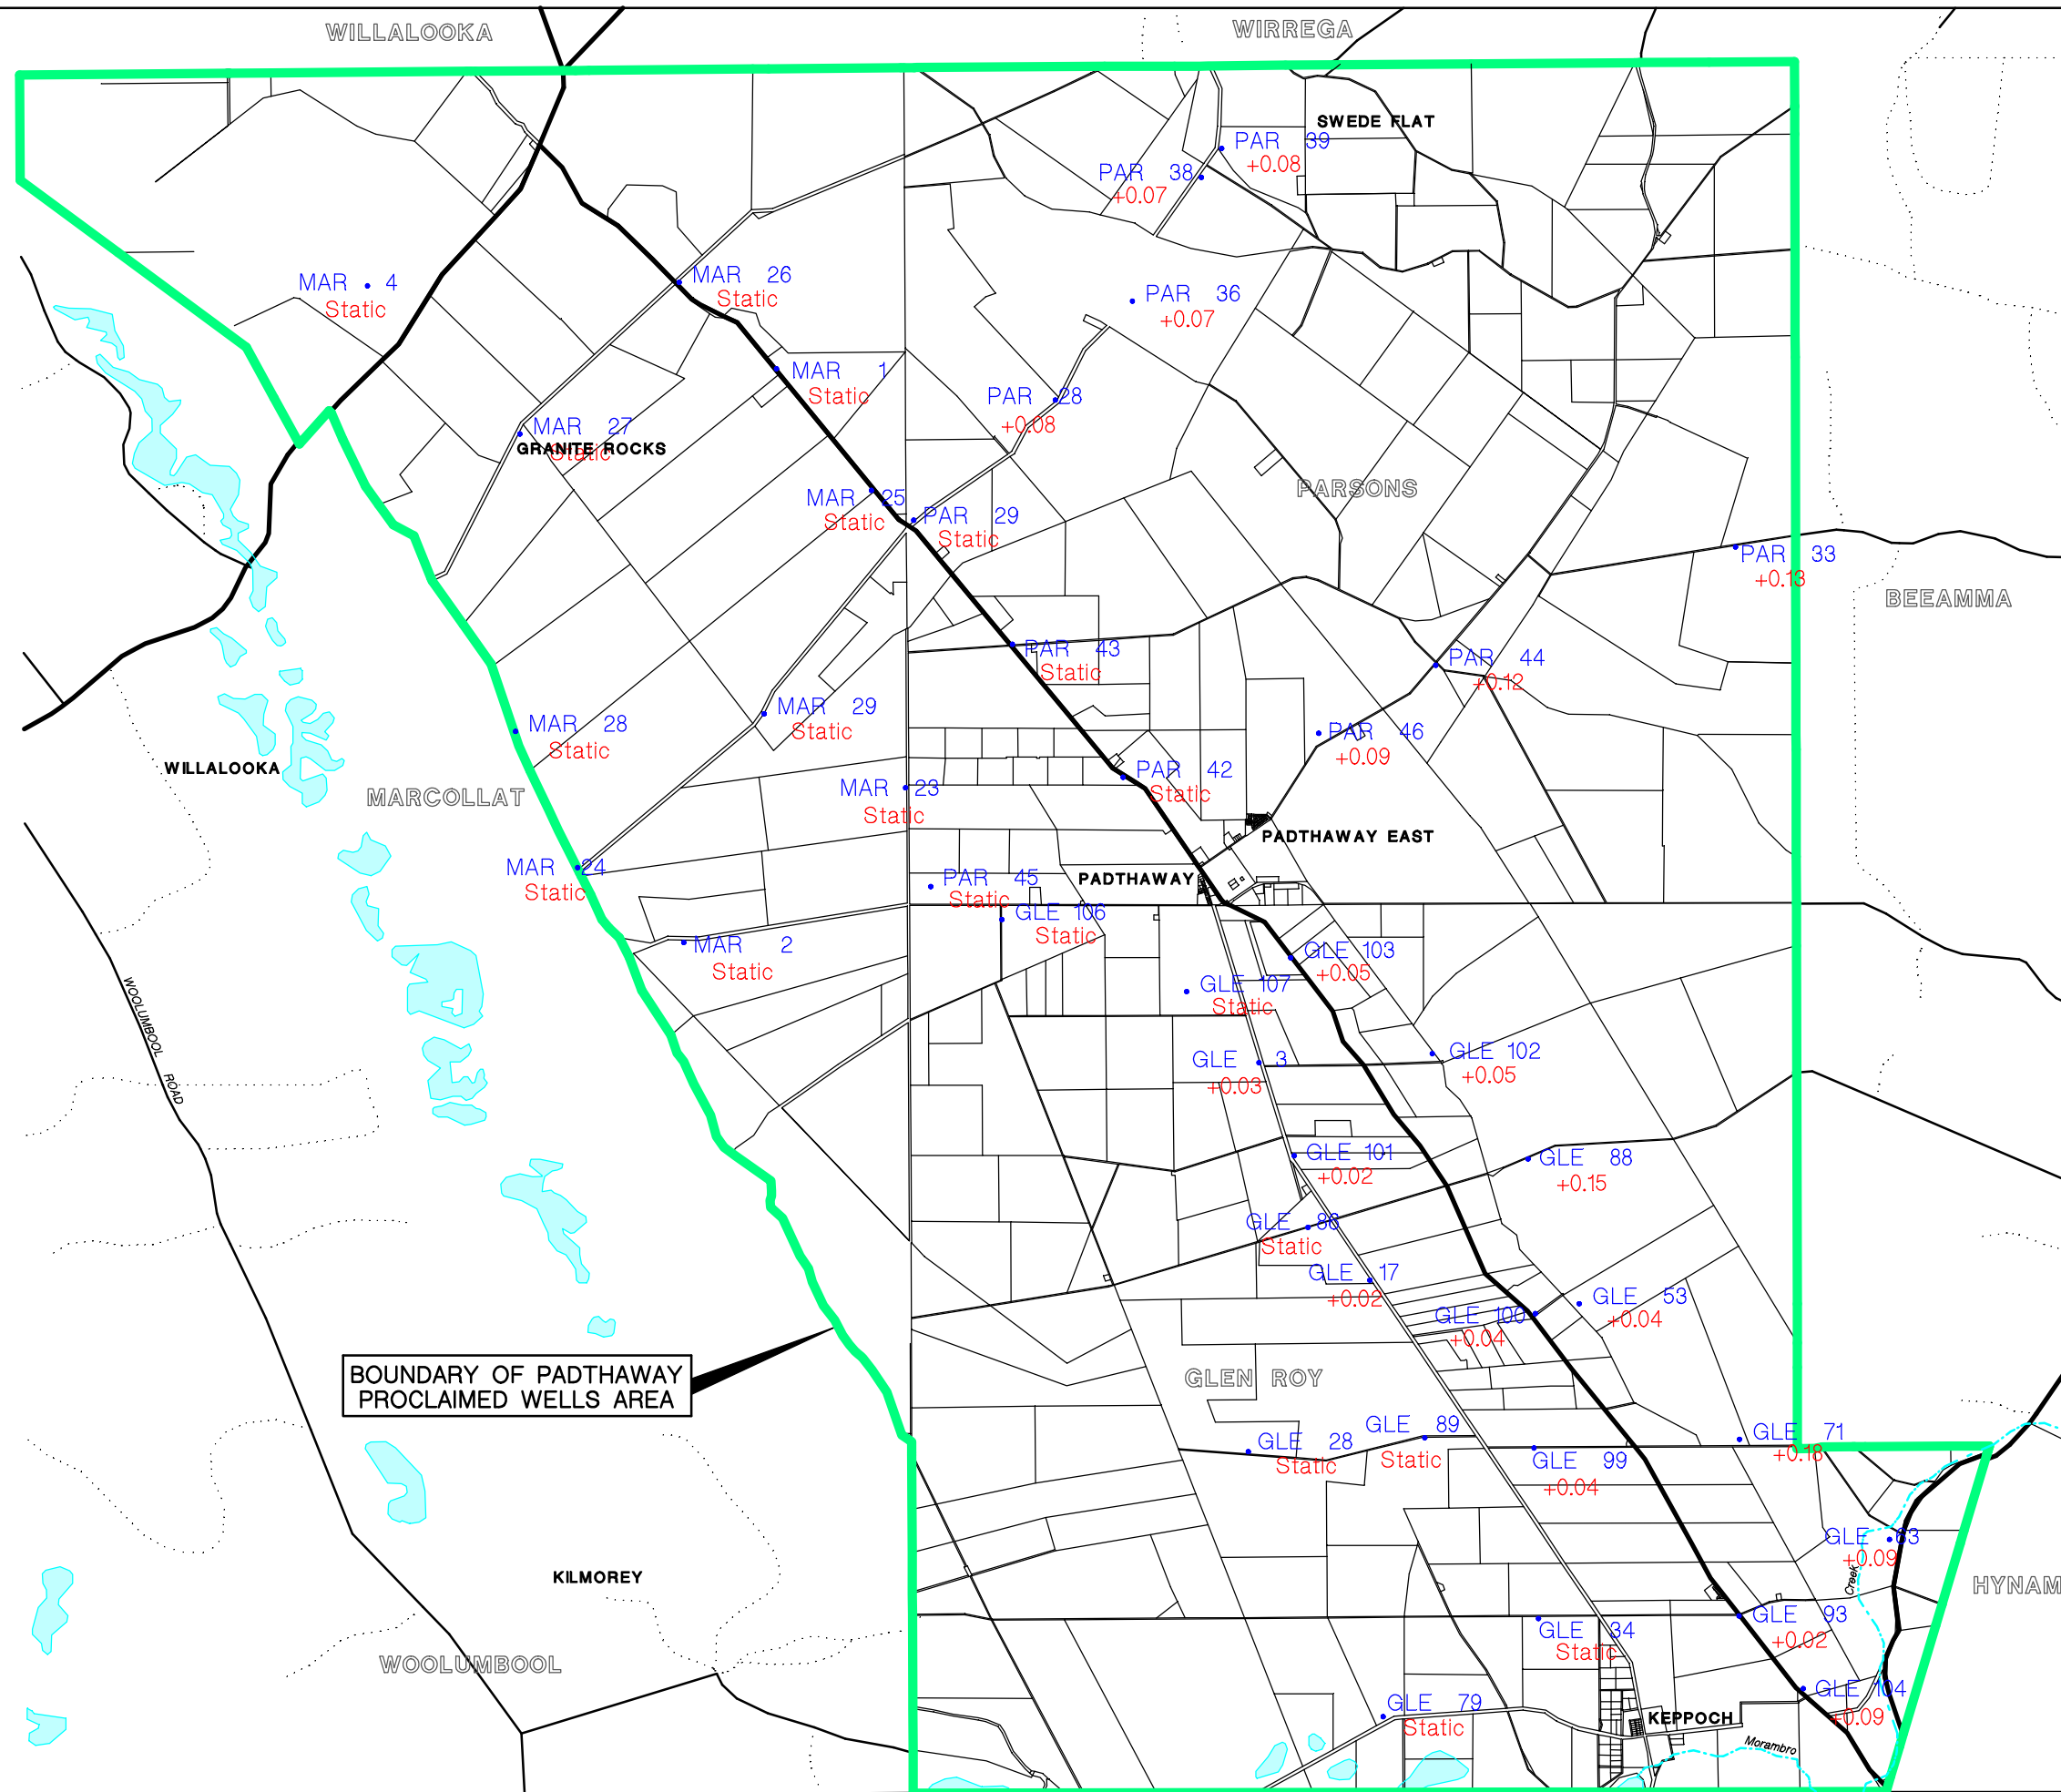 WILLALOOKA
WIRREGA
SWEDE FLAT
PAR 39
+0.08
PAR 38
+0.07
MAR 4
Static
MAR 26
Static
PAR 36
+0.07
MAR 1
Static
PAR 28
+0.08
MAR 27
Static
GRANITE ROCKS
PARSONS
MAR 25
Static
PAR 29
Static
PAR 33
+0.13
BEEAMMA
PAR 43
Static
PAR 44
+0.12
MAR 29
Static
MAR 28
Static
PAR 46
+0.09
WILLALOOKA
MARCOLLAT
PAR 42
Static
MAR 23
Static
PADTHAWAY EAST
MAR 24
Static
PAR 45
Static
PADTHAWAY
GLE 106
Static
MAR 2
Static
GLE 103
+0.05
GLE 107
Static
WOOLUMBOOL ROAD
GLE 3
+0.03
GLE 102
+0.05
GLE 101
+0.02
GLE 88
+0.15
GLE 86
Static
GLE 17
+0.02
GLE 53
+0.04
GLE 100
+0.04
BOUNDARY OF PADTHAWAY
PROCLAIMED WELLS AREA
GLEN ROY
GLE 89
Static
GLE 28
Static
GLE 71
+0.18
GLE 99
+0.04
GLE 63
+0.09
Creek
KILMOREY
HYNAM
GLE 93
+0.02
GLE 34
Static
WOOLUMBOOL
GLE 104
+0.09
GLE 79
Static
KEPPOCH
Morambro